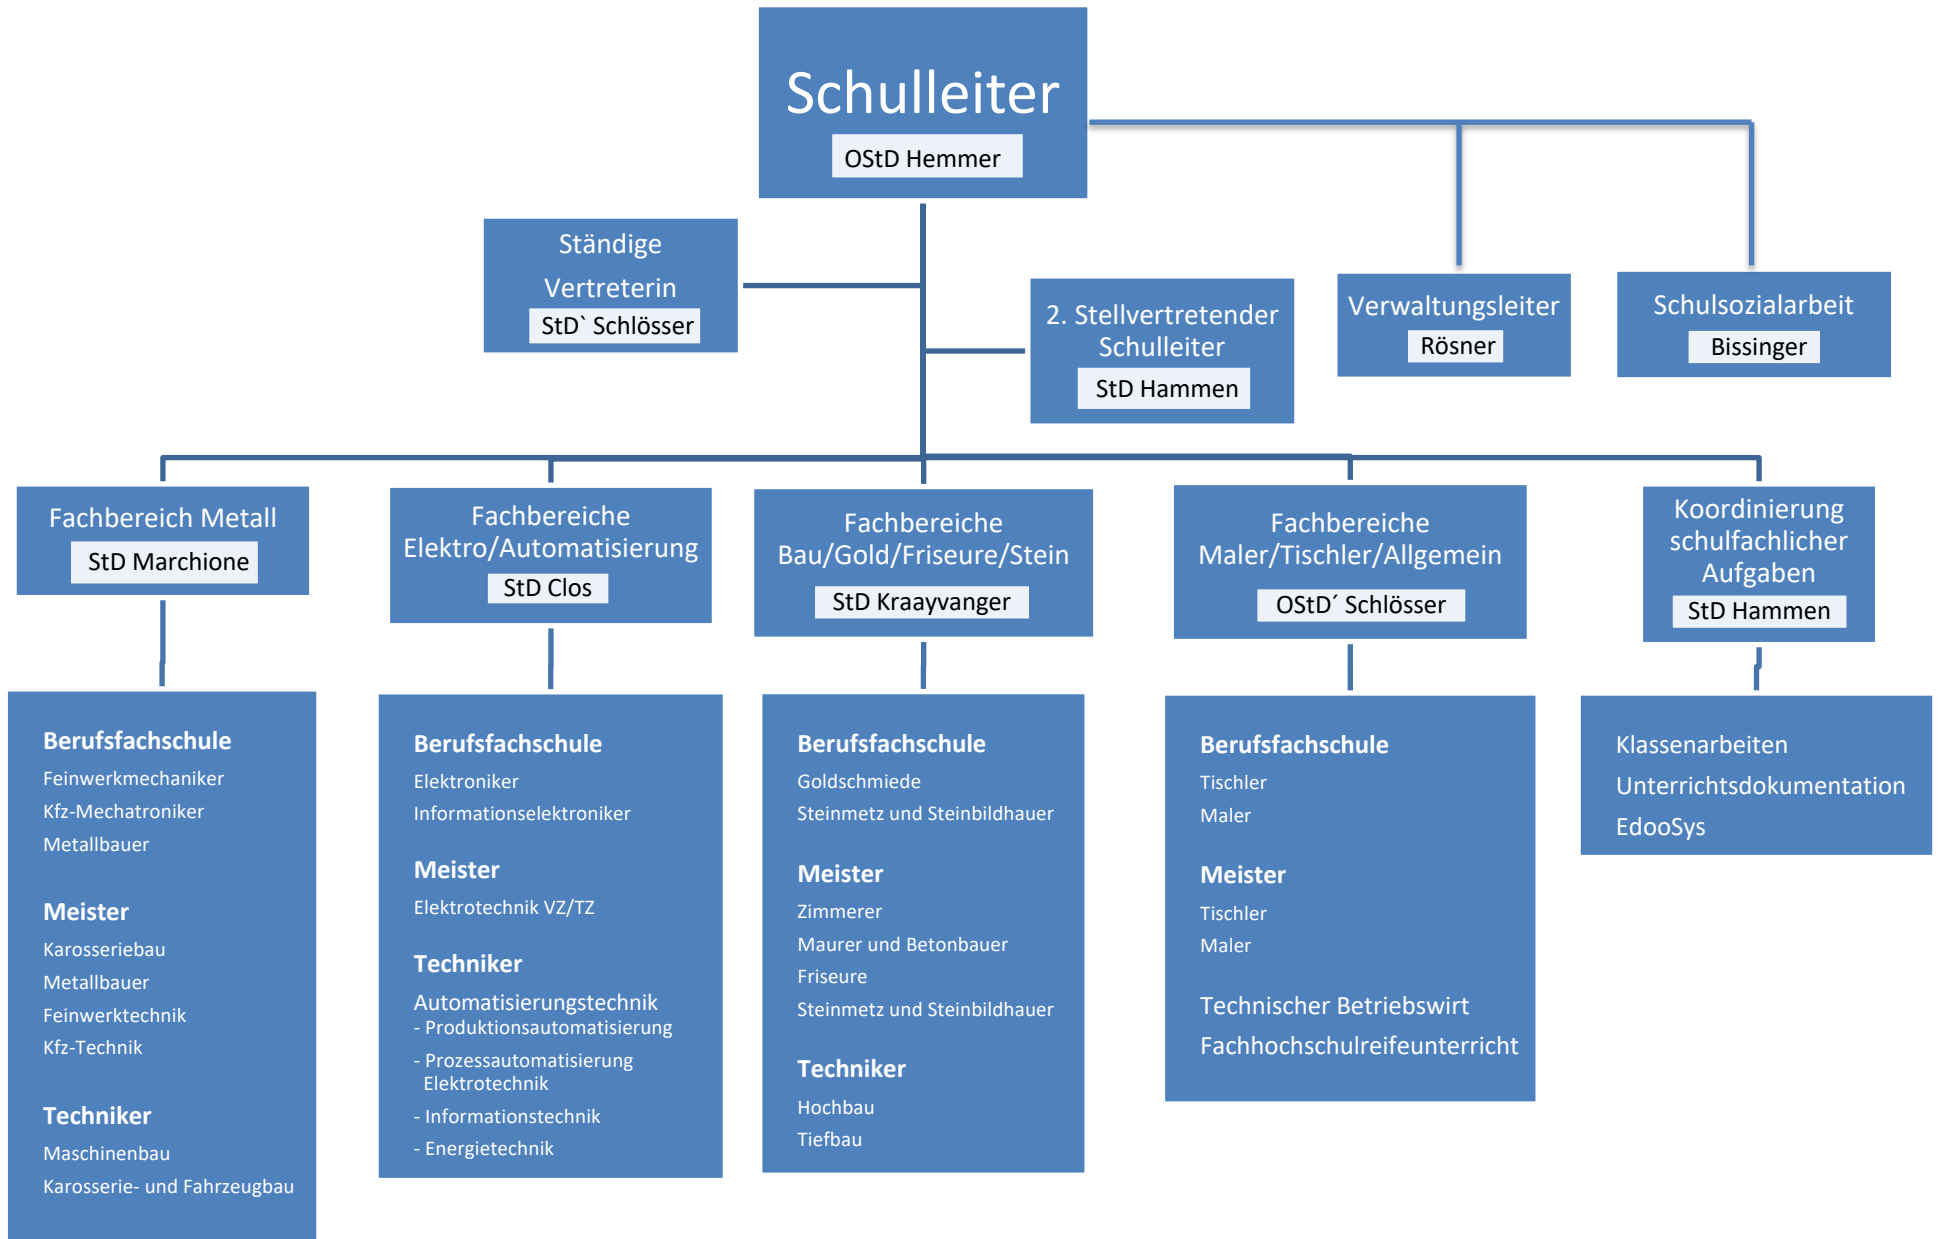 Schulleiter
OStD Hemmer
Ständige
Vertreterin
StD` Schlösser
2. Stellvertretender
Schulleiter
StD Hammen
Verwaltungsleiter
Rösner
Schulsozialarbeit
Bissinger
Fachbereich Metall
StD Marchione
Fachbereiche
Elektro/Automatisierung
StD Clos
Fachbereiche
Bau/Gold/Friseure/Stein
StD Kraayvanger
Fachbereiche
Maler/Tischler/Allgemein
OStD´ Schlösser
Koordinierung
schulfachlicher
Aufgaben
StD Hammen
Berufsfachschule
Feinwerkmechaniker
Kfz-Mechatroniker
Metallbauer
Meister
Karosseriebau
Metallbauer
Feinwerktechnik
Kfz-Technik
Techniker
Maschinenbau
Karosserie- und Fahrzeugbau
Berufsfachschule
Elektroniker
Informationselektroniker
Meister
Elektrotechnik VZ/TZ
Techniker
Automatisierungstechnik
- Produktionsautomatisierung
- Prozessautomatisierung
Elektrotechnik
- Informationstechnik
- Energietechnik
Berufsfachschule
Goldschmiede
Steinmetz und Steinbildhauer
Meister
Zimmerer
Maurer und Betonbauer
Friseure
Steinmetz und Steinbildhauer
Techniker
Hochbau
Tiefbau
Berufsfachschule
Tischler
Maler
Meister
Tischler
Maler
Technischer Betriebswirt
Fachhochschulreifeunterricht
Klassenarbeiten
Unterrichtsdokumentation
EdooSys